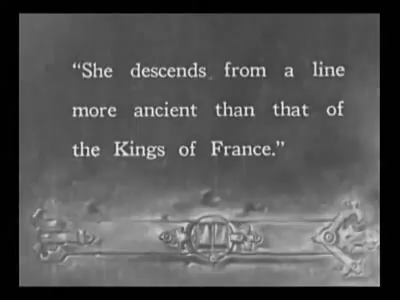 “She descends from a line
more ancient than that of
the Kings of France.”